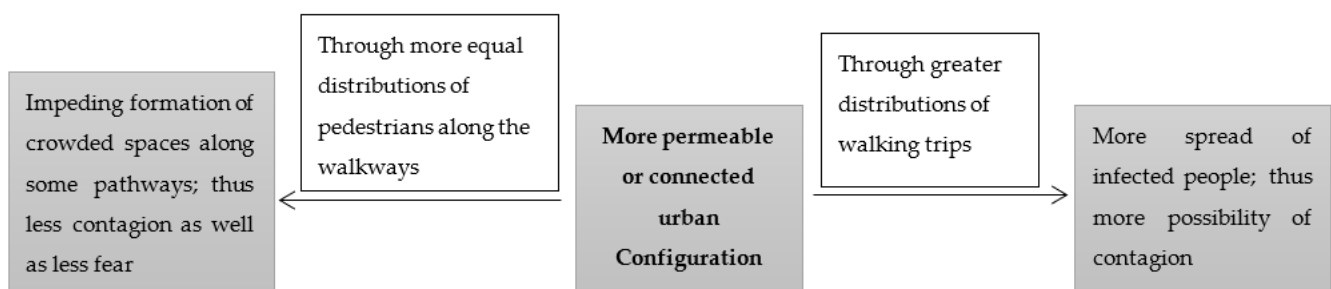 Impeding formation of
crowded spaces along
some pathways; thus
less contagion as well
as less fear
Through more equal
distributions of
pedestrians along the
walkways
More permeable
or connected
urban
Configuration
Through greater
distributions of
walking trips
More spread of
infected people; thus
more possibility of
contagion